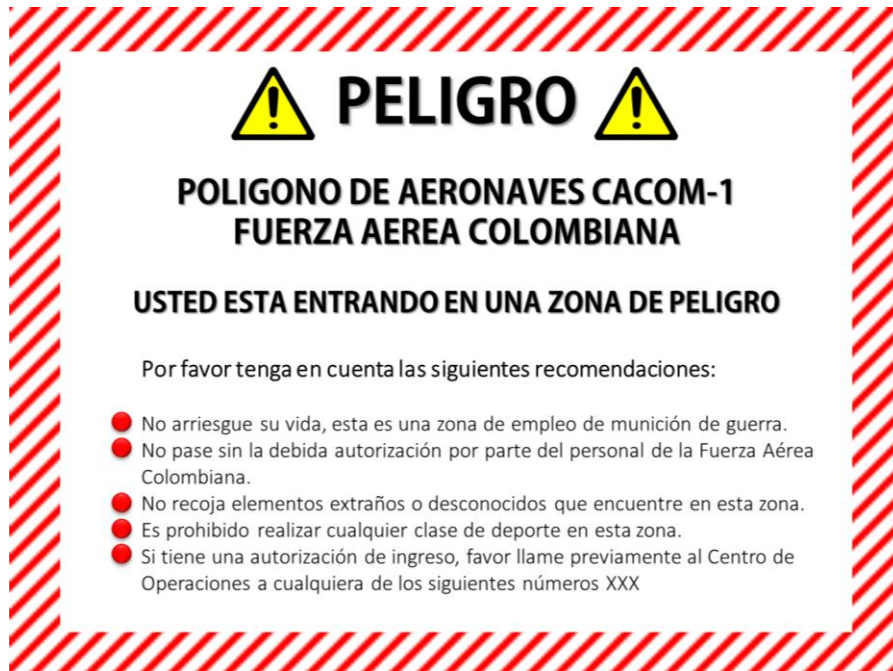 PELIGRO
POLIGONO DE AERONAVES CACOM-1
FUERZA AEREA COLOMBIANA
USTED ESTA ENTRANDO EN UNA ZONA DE PELIGRO
Por favor tenga en cuenta las siguientes recomendaciones:
No arriesgue su vida, esta es una zona de empleo de munición de guerra.
No pase sin la debida autorización por parte del personal de la Fuerza Aérea
Colombiana.
No recoja elementos extraños o desconocidos que encuentre en esta zona.
Es prohibido realizar cualquier clase de deporte en esta zona.
Si tiene una autorización de ingreso, favor llame previamente al Centro de
Operaciones a cualquiera de los siguientes números XXX